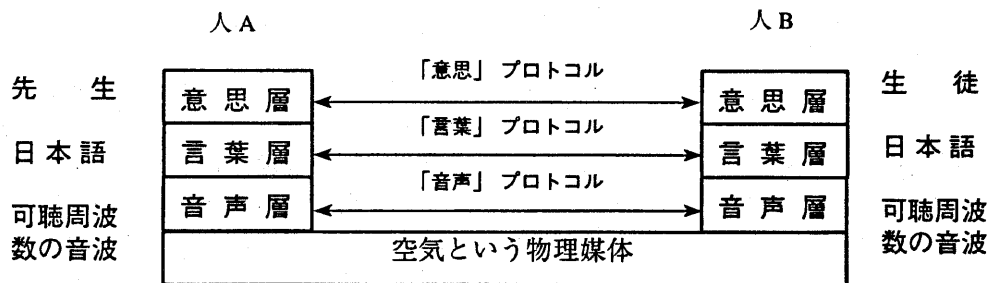 人A
人B
「意思」プロトコル
先生
意思層
意思層
生徒
「言葉」プロトコル
日本語
言葉層
言葉層
日本語
「音声」プロトコル
可聴周波
数の音波
音声層
音声層
可聴周波
数の音波
空気という物理媒体